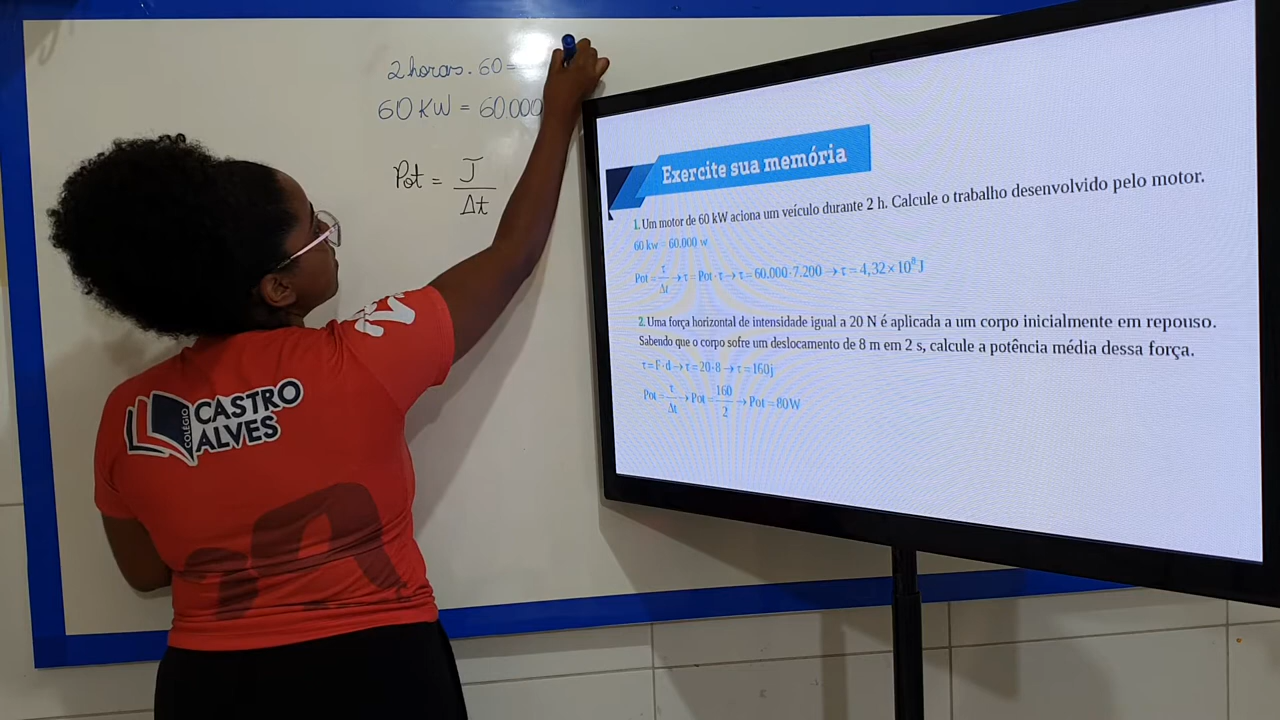 2 horas . 60 =
60 KW = 60.000
Pot = J
Δt
COLÉGIO
CASTRO
ALVES
Exercite sua memória
1. Um motor de 60 kW aciona um veículo durante 2 h. Calcule o trabalho desenvolvido pelo motor.
60 kw = 60.000 w
Pot = τ/Δt → τ = Pot · τ → τ = 60.000 · 7.200 → τ = 4,32 × 10⁸ J
2. Uma força horizontal de intensidade igual a 20 N é aplicada a um corpo inicialmente em repouso.
Sabendo que o corpo sofre um deslocamento de 8 m em 2 s, calcule a potência média dessa força.
τ = F · d → τ = 20 · 8 → τ = 160j
Pot = τ/Δt → Pot = 160/2 → Pot = 80W